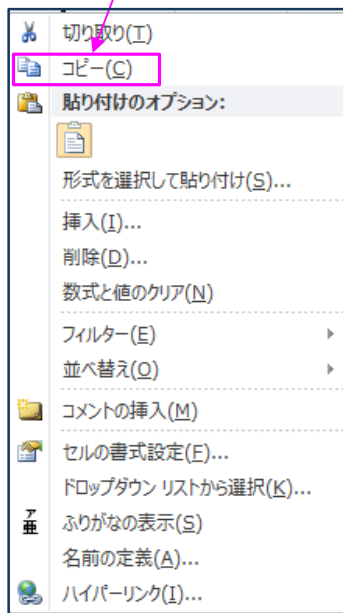 切り取り(T)
コピー(C)
貼り付けのオプション:
形式を選択して貼り付け(S)...
挿入(I)...
削除(D)...
数式と値のクリア(N)
フィルター(E)
並べ替え(O)
コメントの挿入(M)
セルの書式設定(F)...
ドロップダウン リストから選択(K)...
ア亜 ふりがなの表示(S)
名前の定義(A)...
ハイパーリンク(I)...